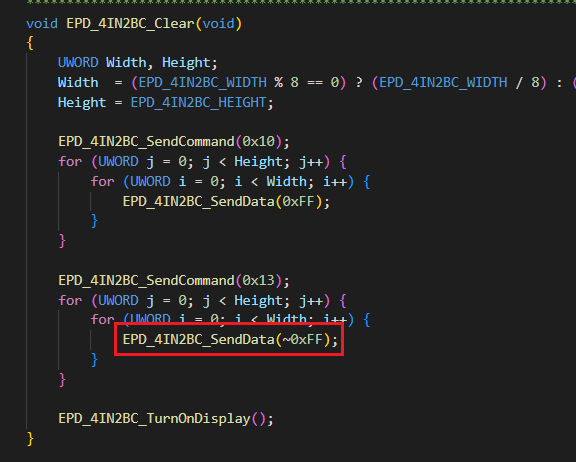 *******************************************************************************
void EPD_4IN2BC_Clear(void)
{
UWORD Width, Height;
Width  = (EPD_4IN2BC_WIDTH % 8 == 0) ? (EPD_4IN2BC_WIDTH / 8) : (
Height = EPD_4IN2BC_HEIGHT;
EPD_4IN2BC_SendCommand(0x10);
for (UWORD j = 0; j < Height; j++) {
for (UWORD i = 0; i < Width; i++) {
EPD_4IN2BC_SendData(0xFF);
}
}
EPD_4IN2BC_SendCommand(0x13);
for (UWORD j = 0; j < Height; j++) {
for (UWORD i = 0; i < Width; i++) {
EPD_4IN2BC_SendData(~0xFF);
}
}
EPD_4IN2BC_TurnOnDisplay();
}